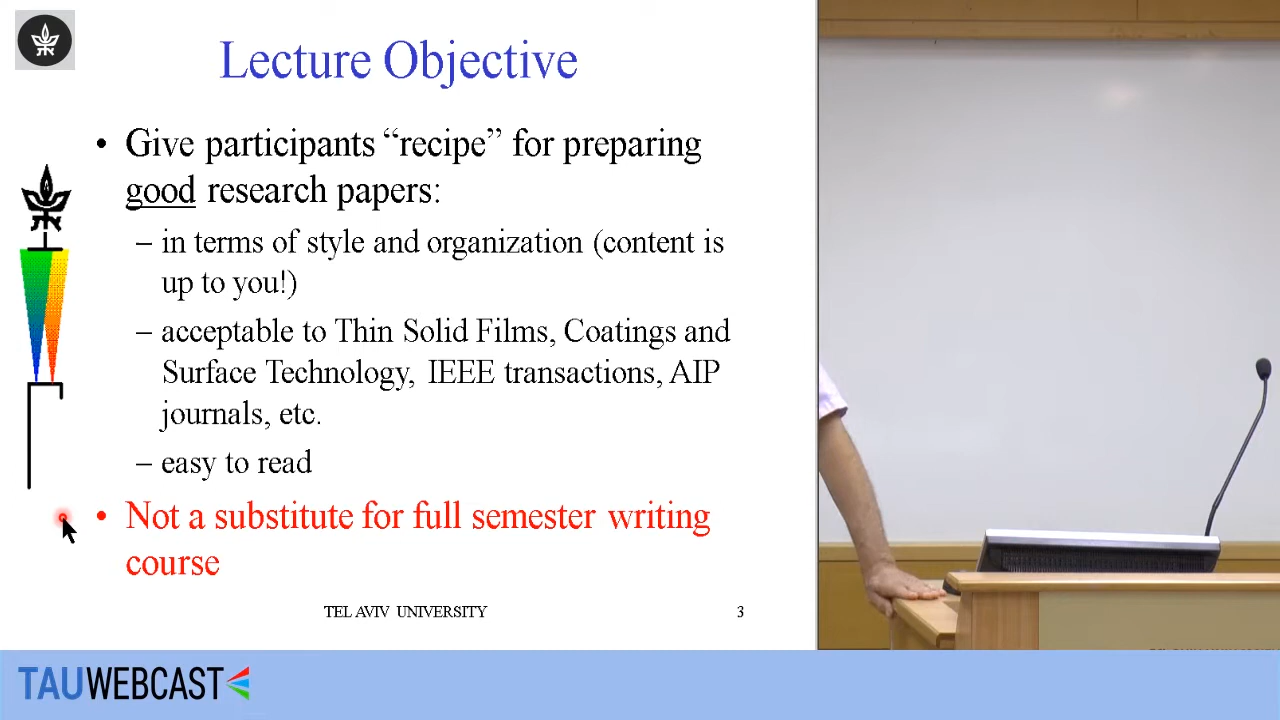 Lecture Objective
• Give participants “recipe” for preparing
good research papers:
– in terms of style and organization (content is
up to you!)
– acceptable to Thin Solid Films, Coatings and
Surface Technology, IEEE transactions, AIP
journals, etc.
– easy to read
• Not a substitute for full semester writing
course
TEL AVIV UNIVERSITY
3
TAUWEBCAST